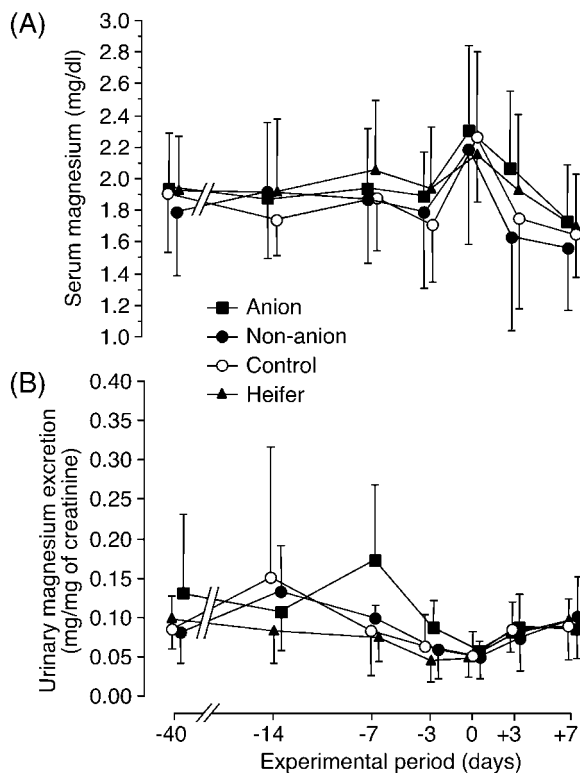 (A)
Serum magnesium (mg/dl)
3.0
2.8
2.6
2.4
2.2
2.0
1.8
1.6
1.4
1.2
1.0
Anion
Non-anion
Control
Heifer
(B)
Urinary magnesium excretion
(mg/mg of creatinine)
0.40
0.35
0.30
0.25
0.20
0.15
0.10
0.05
0.00
-40 -14 -7 -3 0 +3 +7
Experimental period (days)